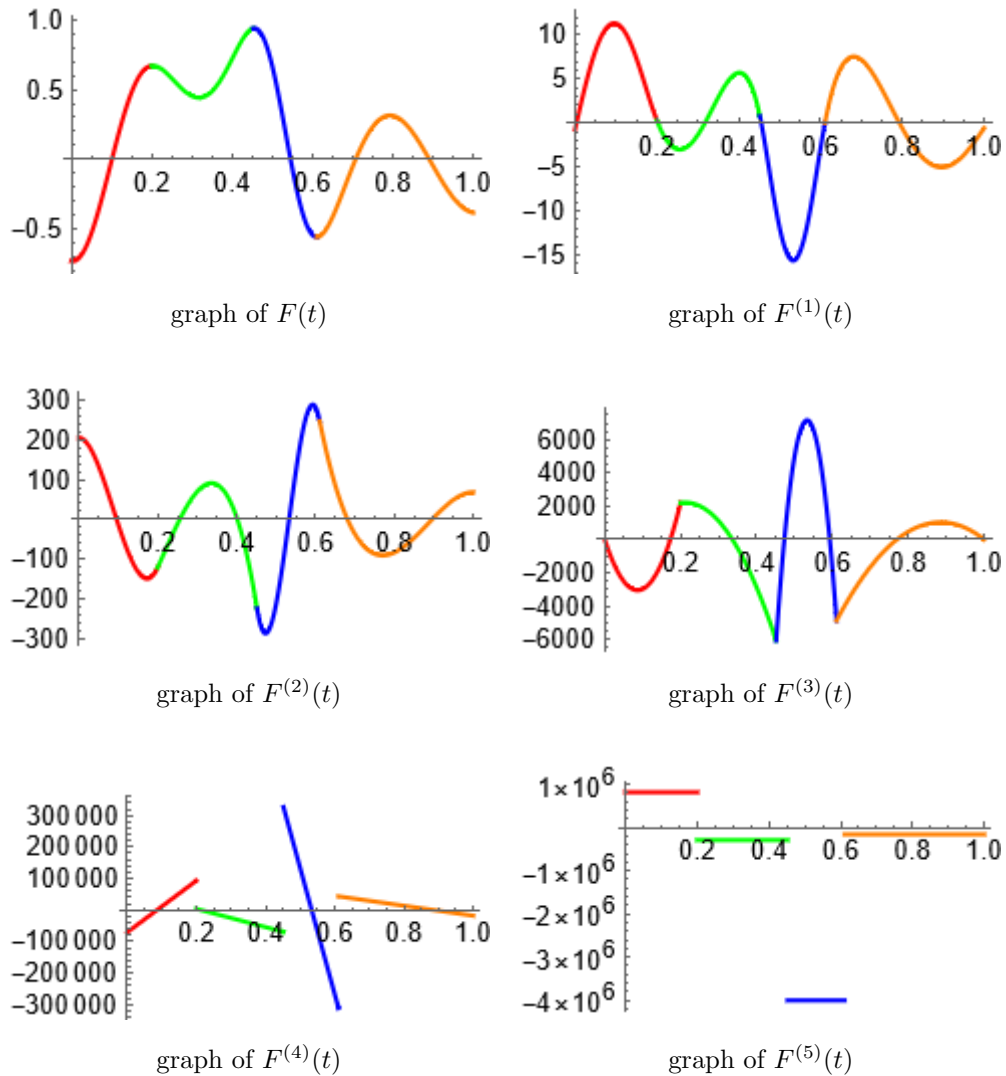 1.0
0.5
0.2 0.4 0.6 0.8 1.0
−0.5
graph of F(t)
10
5
0.2 0.4 0.6 0.8 1.0
−5
−10
−15
graph of F^{(1)}(t)
300
200
100
0.2 0.4 0.6 0.8 1.0
−100
−200
−300
graph of F^{(2)}(t)
6000
4000
2000
0.2 0.4 0.6 0.8 1.0
−2000
−4000
−6000
graph of F^{(3)}(t)
300 000
200 000
100 000
0.2 0.4 0.6 0.8 1.0
−100 000
−200 000
−300 000
graph of F^{(4)}(t)
1×10^6
0.2 0.4 0.6 0.8 1.0
−1×10^6
−2×10^6
−3×10^6
−4×10^6
graph of F^{(5)}(t)